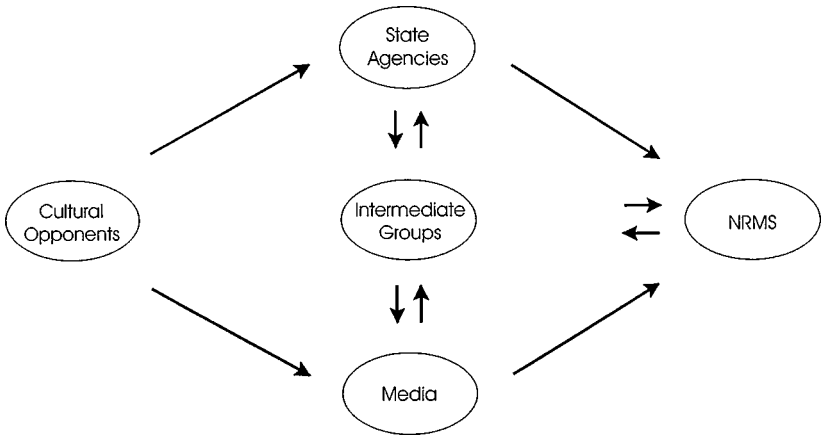 State
Agencies
Cultural
Opponents
Intermediate
Groups
NRMS
Media